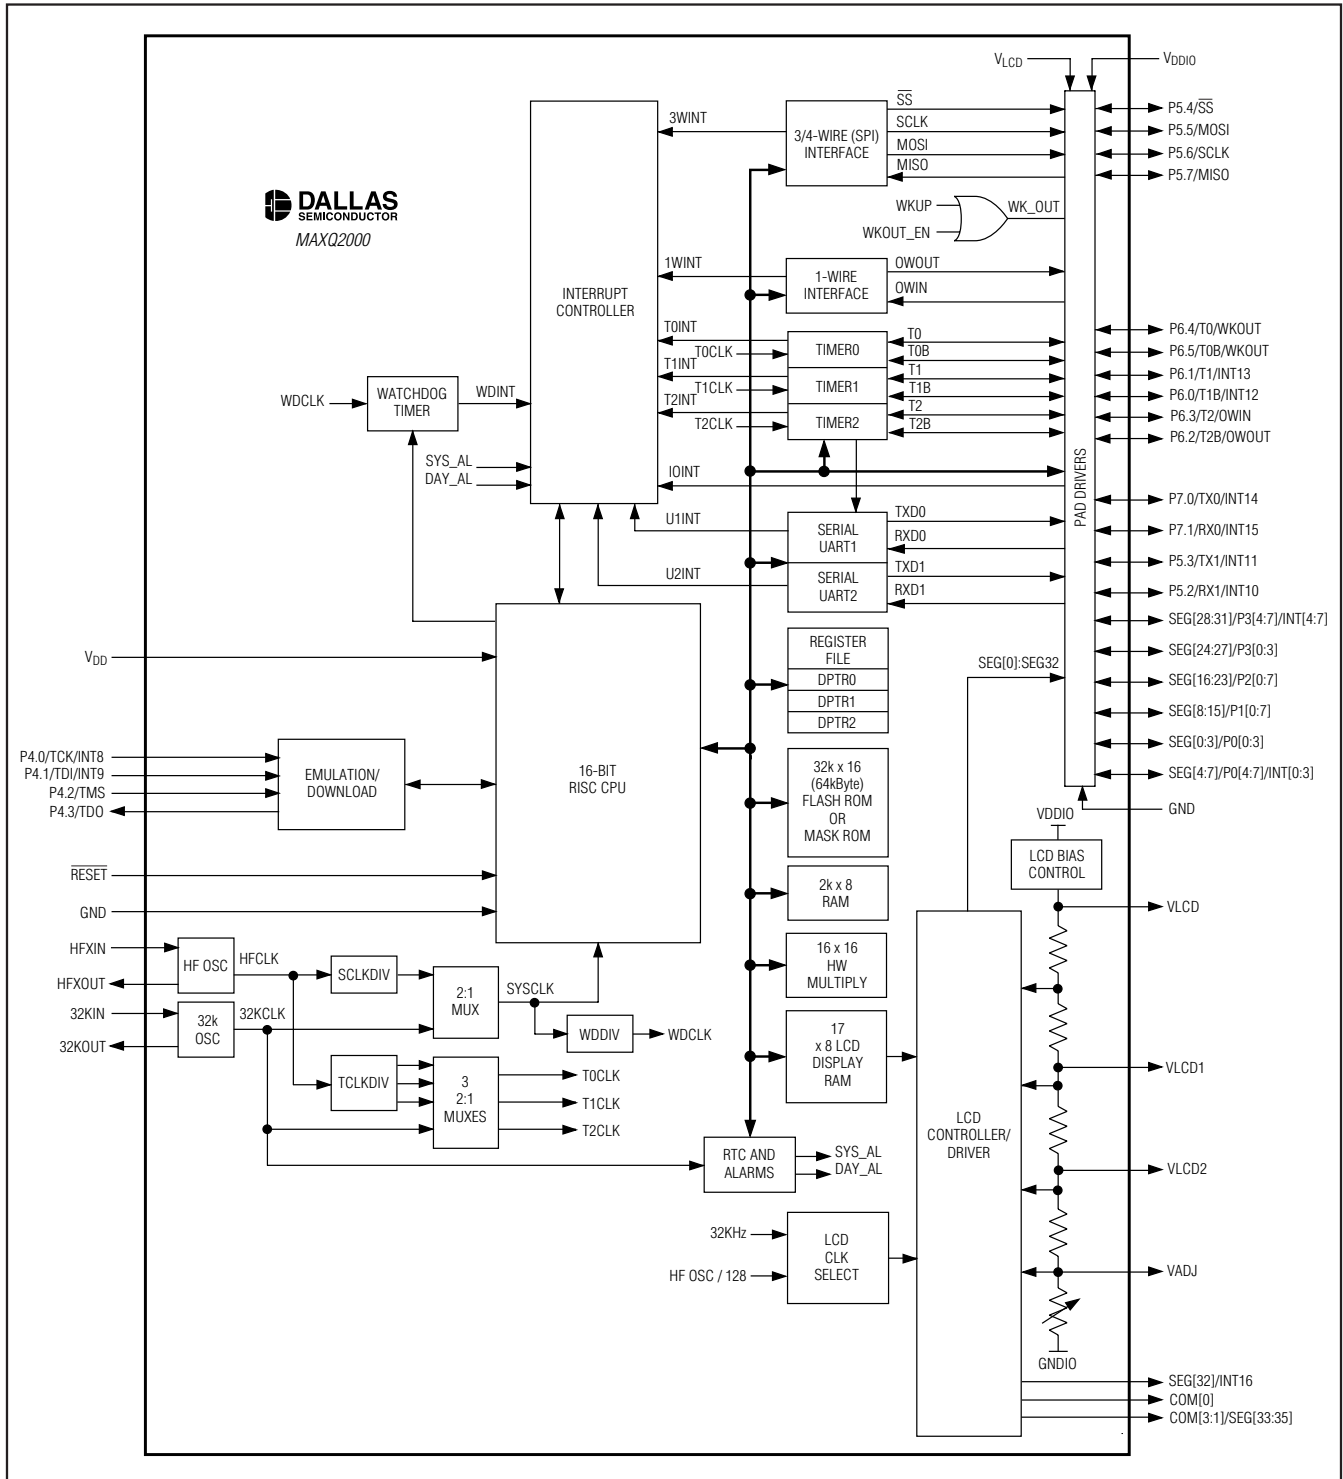 VLCD
VDDIO
DALLAS
SEMICONDUCTOR
MAXQ2000
INTERRUPT
CONTROLLER
3WINT
3/4-WIRE (SPI)
INTERFACE
SS
SCLK
MOSI
MISO
P5.4/SS
P5.5/MOSI
P5.6/SCLK
P5.7/MISO
WKUP
WKOUT_EN
WK_OUT
1WINT
1-WIRE
INTERFACE
OWOUT
OWIN
T0INT
T0CLK
T1INT
T1CLK
T2INT
T2CLK
TIMER0
TIMER1
TIMER2
T0
T0B
T1
T1B
T2
T2B
P6.4/T0/WKOUT
P6.5/T0B/WKOUT
P6.1/T1/INT13
P6.0/T1B/INT12
P6.3/T2/OWIN
P6.2/T2B/OWOUT
WDCLK
WATCHDOG
TIMER
WDINT
SYS_AL
DAY_AL
IOINT
PAD DRIVERS
U1INT
U2INT
SERIAL
UART1
SERIAL
UART2
TXD0
RXD0
TXD1
RXD1
P7.0/TX0/INT14
P7.1/RX0/INT15
P5.3/TX1/INT11
P5.2/RX1/INT10
SEG[28:31]/P3[4:7]/INT[4:7]
SEG[24:27]/P3[0:3]
SEG[16:23]/P2[0:7]
SEG[8:15]/P1[0:7]
SEG[0:3]/P0[0:3]
SEG[4:7]/P0[4:7]/INT[0:3]
GND
VDD
16-BIT
RISC CPU
REGISTER
FILE
DPTR0
DPTR1
DPTR2
SEG[0]:SEG32
P4.0/TCK/INT8
P4.1/TDI/INT9
P4.2/TMS
P4.3/TDO
EMULATION/
DOWNLOAD
32k x 16
(64kByte)
FLASH ROM
OR
MASK ROM
VDDIO
LCD BIAS
CONTROL
RESET
GND
2k x 8
RAM
VLCD
HFXIN
HFXOUT
32KIN
32KOUT
HF OSC
32k
OSC
HFCLK
32KCLK
SCLKDIV
2:1
MUX
SYSCLK
WDDIV
WDCLK
TCLKDIV
3
2:1
MUXES
T0CLK
T1CLK
T2CLK
16 x 16
HW
MULTIPLY
17
x 8 LCD
DISPLAY
RAM
VLCD1
RTC AND
ALARMS
SYS_AL
DAY_AL
LCD
CONTROLLER/
DRIVER
VLCD2
32KHz
HF OSC / 128
LCD
CLK
SELECT
VADJ
GNDIO
SEG[32]/INT16
COM[0]
COM[3:1]/SEG[33:35]